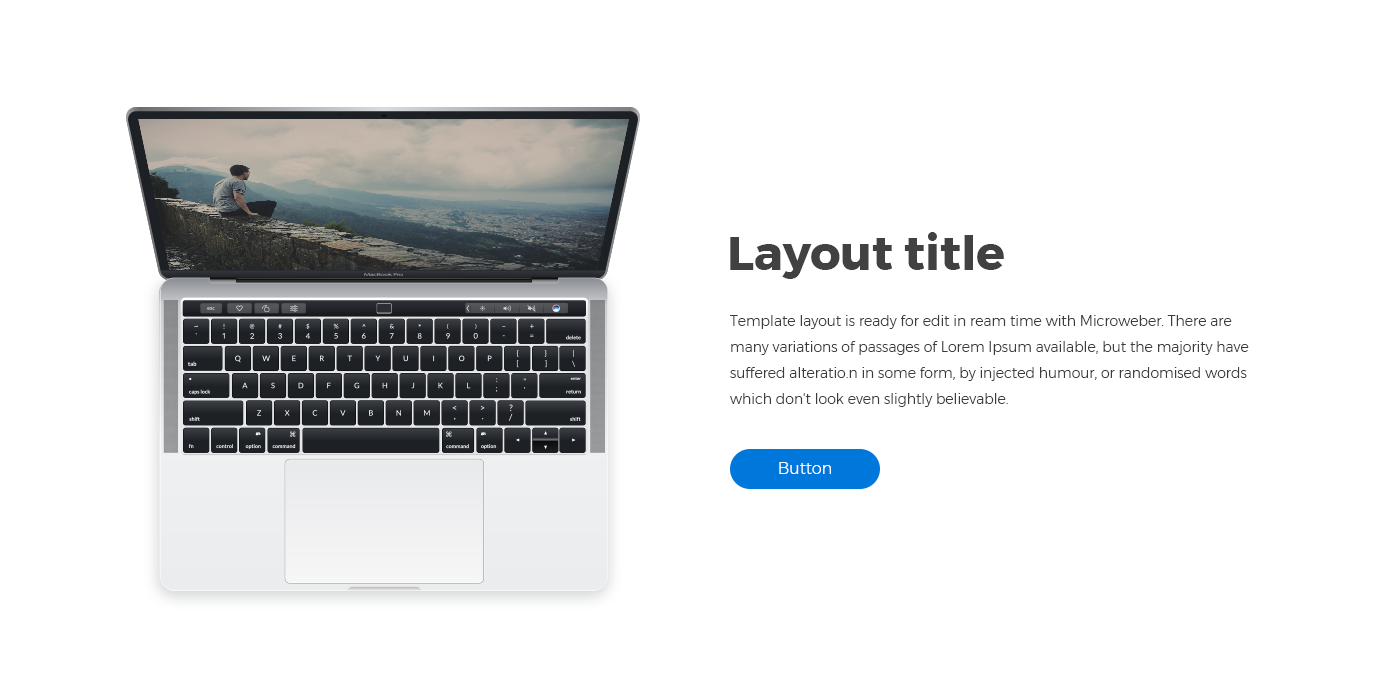 MacBook Pro
esc
~ ! @ # $ % ^ & * ( ) − +
` 1 2 3 4 5 6 7 8 9 0 - = delete
tab Q W E R T Y U I O P { [ } ] | \
caps lock A S D F G H J K L : ; " ' enter return
shift Z X C V B N M < , > . ? / shift
fn control option ⌘ command ⌘ command option
Layout title
Template layout is ready for edit in ream time with Microweber. There are
many variations of passages of Lorem Ipsum available, but the majority have
suffered alteratio.n in some form, by injected humour, or randomised words
which don't look even slightly believable.
Button